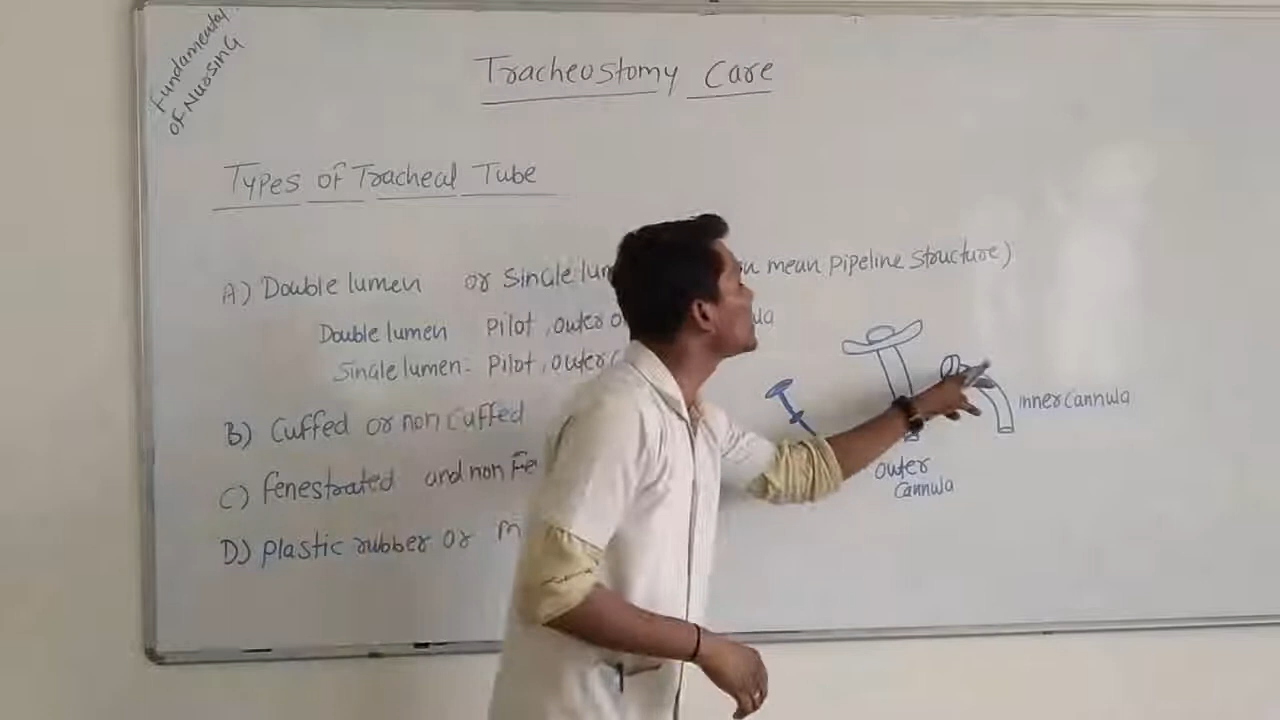 Fundamental
of Nursing
Tracheostomy Care
Types of Tracheal Tube
A) Double lumen or Single mean pipeline structure)
Double lumen Pilot, outer
Single lumen- Pilot, outer
B) Cuffed or non cuffed
C) fenestrated and non
D) plastic rubber or
inner cannula
outer
cannula